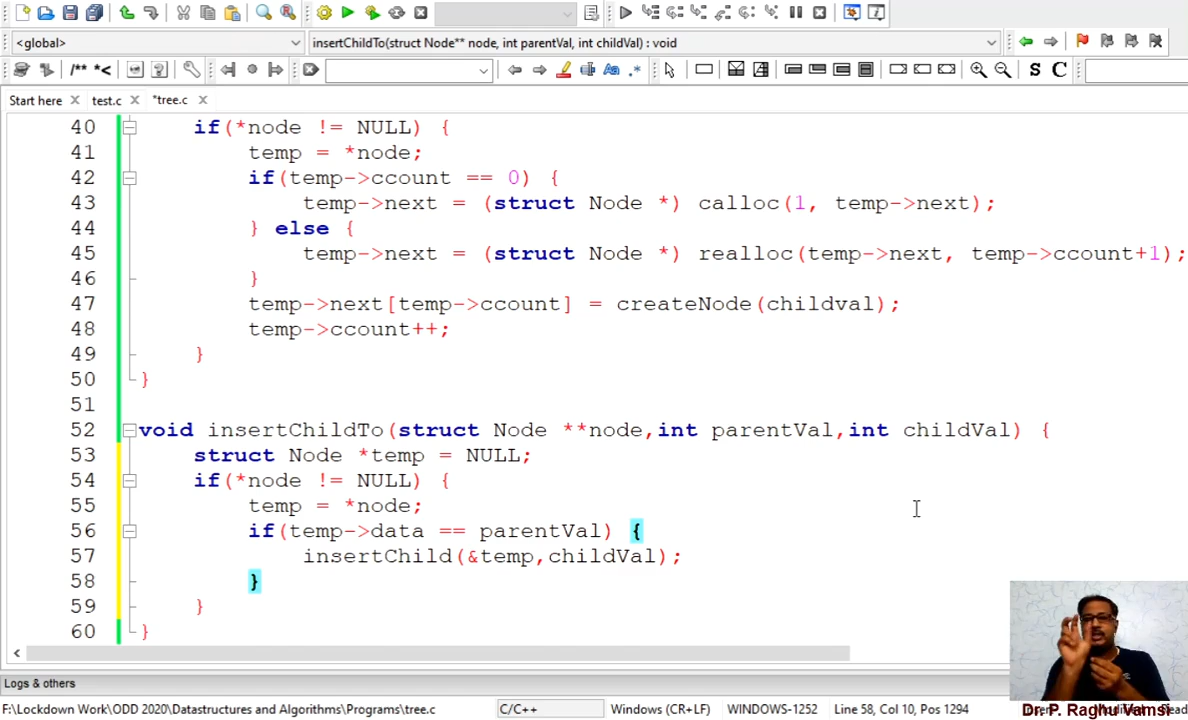 <global>
insertChildTo(struct Node** node, int parentVal, int childVal) : void
/** *<
S C
Start here
test.c
*tree.c
40 if(*node != NULL) {
41 temp = *node;
42 if(temp->ccount == 0) {
43 temp->next = (struct Node *) calloc(1, temp->next);
44 } else {
45 temp->next = (struct Node *) realloc(temp->next, temp->ccount+1);
46 }
47 temp->next[temp->ccount] = createNode(childval);
48 temp->ccount++;
49 }
50 }
51
52 void insertChildTo(struct Node **node,int parentVal,int childVal) {
53 struct Node *temp = NULL;
54 if(*node != NULL) {
55 temp = *node;
56 if(temp->data == parentVal) {
57 insertChild(&temp,childVal);
58 }
59 }
60 }
Logs & others
F:\Lockdown Work\ODD 2020\Datastructures and Algorithms\Programs\tree.c
C/C++
Windows (CR+LF)
WINDOWS-1252
Line 58, Col 10, Pos 1294
Dr. P. Raghu Vamsi